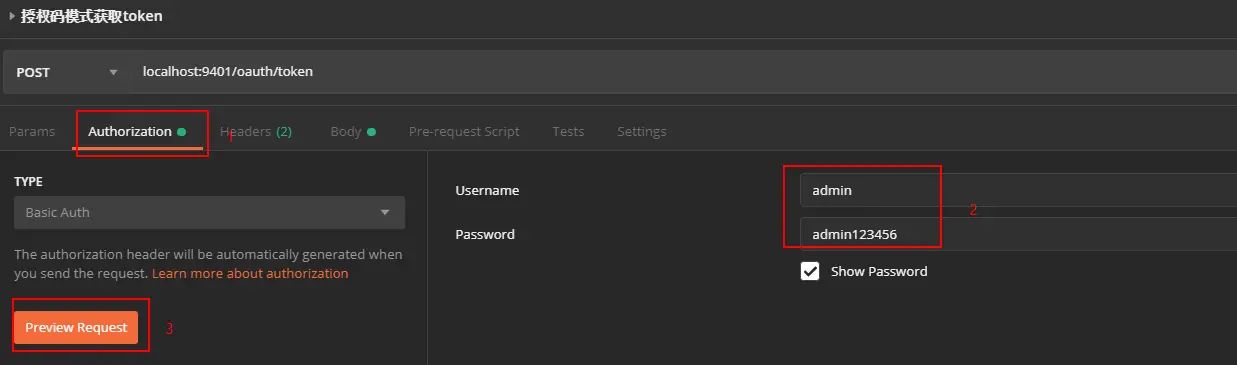 授权码模式获取token
POST
localhost:9401/oauth/token
Params
Authorization
1
Headers (2)
Body
Pre-request Script
Tests
Settings
TYPE
Basic Auth
The authorization header will be automatically generated when
you send the request. Learn more about authorization
Preview Request
3
Username
admin
2
Password
admin123456
Show Password